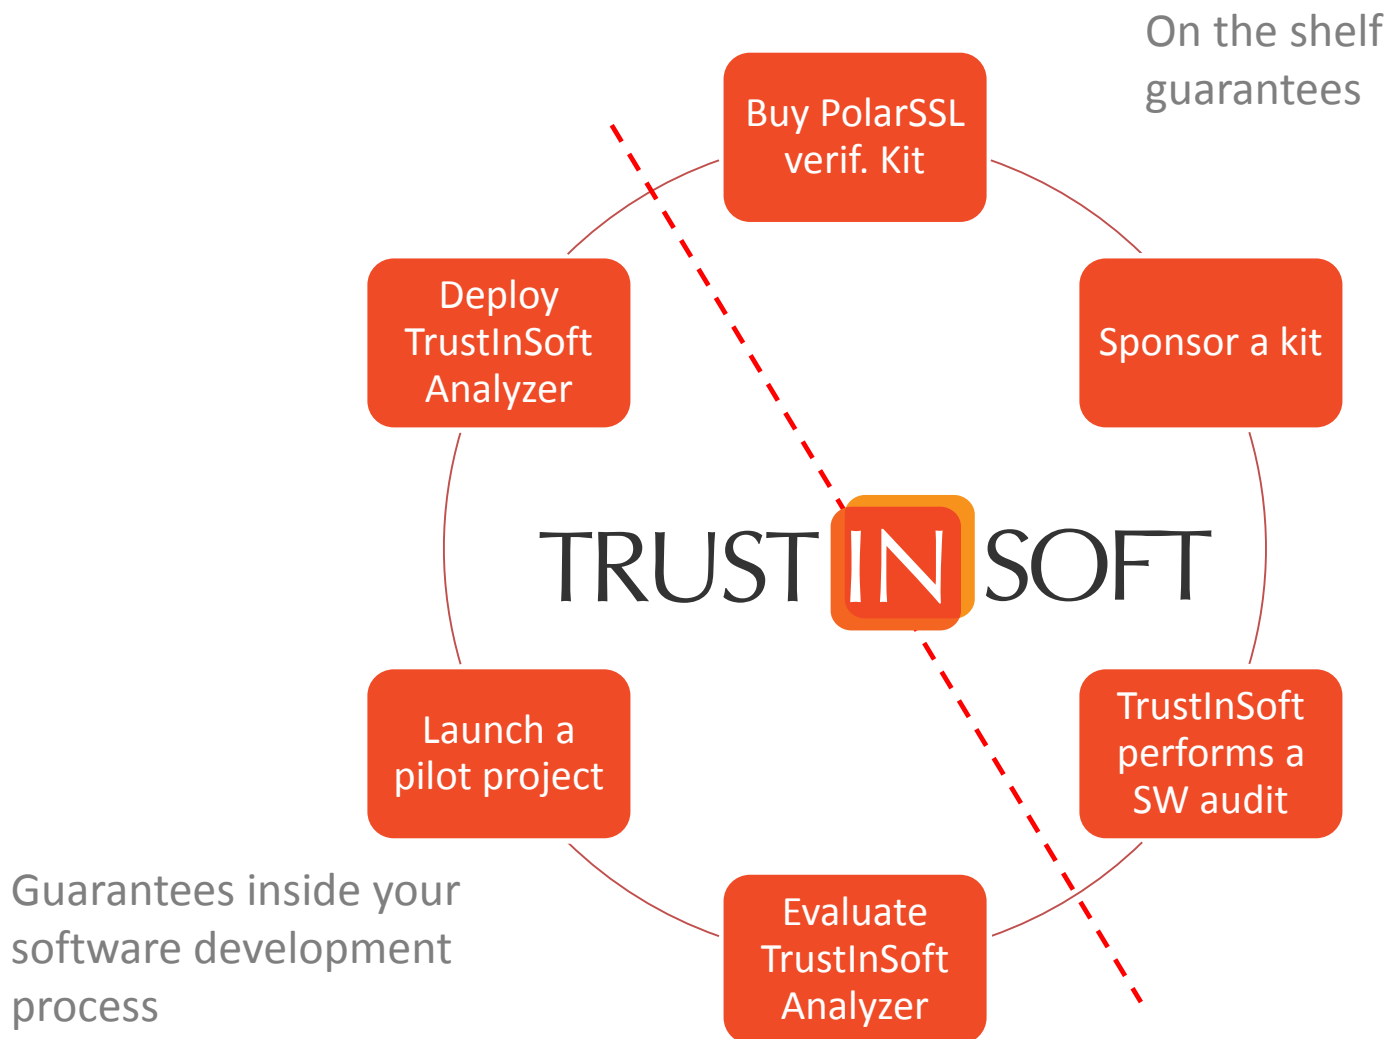 On the shelf
guarantees
Buy PolarSSL
verif. Kit
Deploy
TrustInSoft
Analyzer
Sponsor a kit
TRUST IN SOFT
Launch a
pilot project
TrustInSoft
performs a
SW audit
Guarantees inside your
software development
process
Evaluate
TrustInSoft
Analyzer